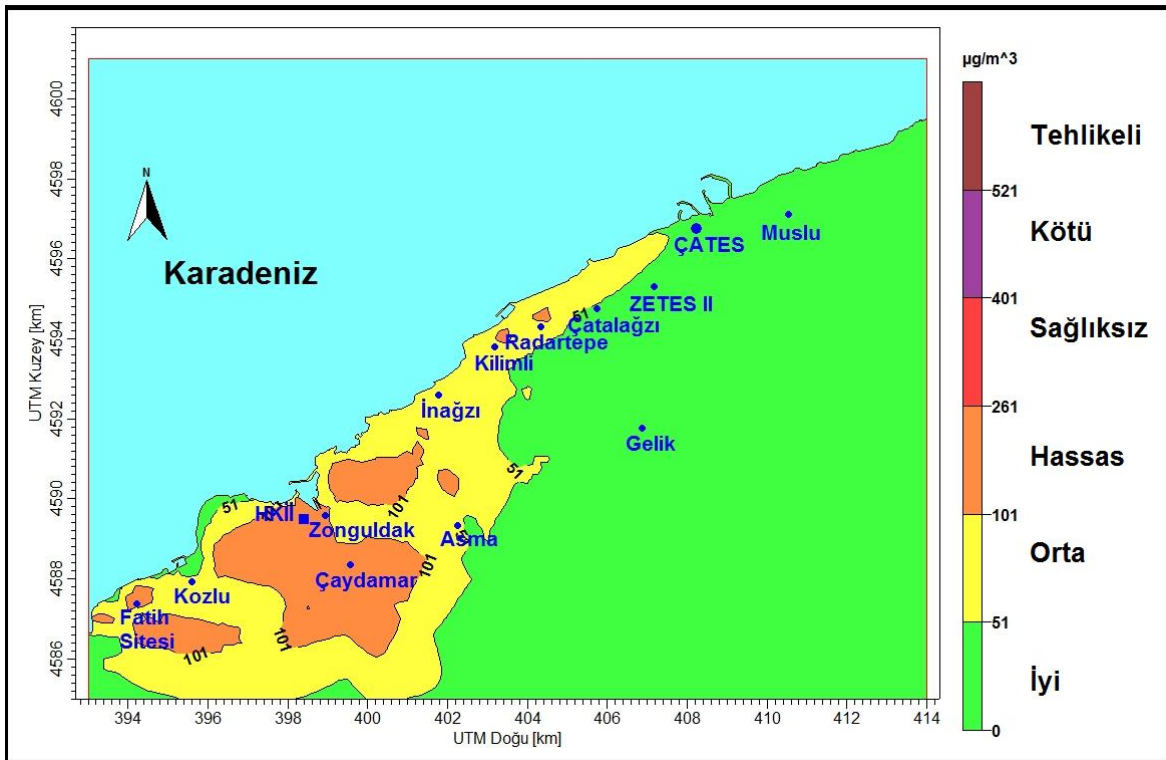 µg/m^3
Tehlikeli
521
Kötü
401
Sağlıksız
261
Hassas
101
Orta
51
İyi
0
N
Karadeniz
ÇATES
Muslu
ZETES II
51
Çatalağzı
Radartepe
Kilimli
İnağzı
Gelik
51
101
51
Zonguldak
Asma
101
Çaydamar
Kozlu
Fatih
Sitesi
101
101
UTM Kuzey [km]
4600
4598
4596
4594
4592
4590
4588
4586
394
396
398
400
402
404
406
408
410
412
414
UTM Doğu [km]